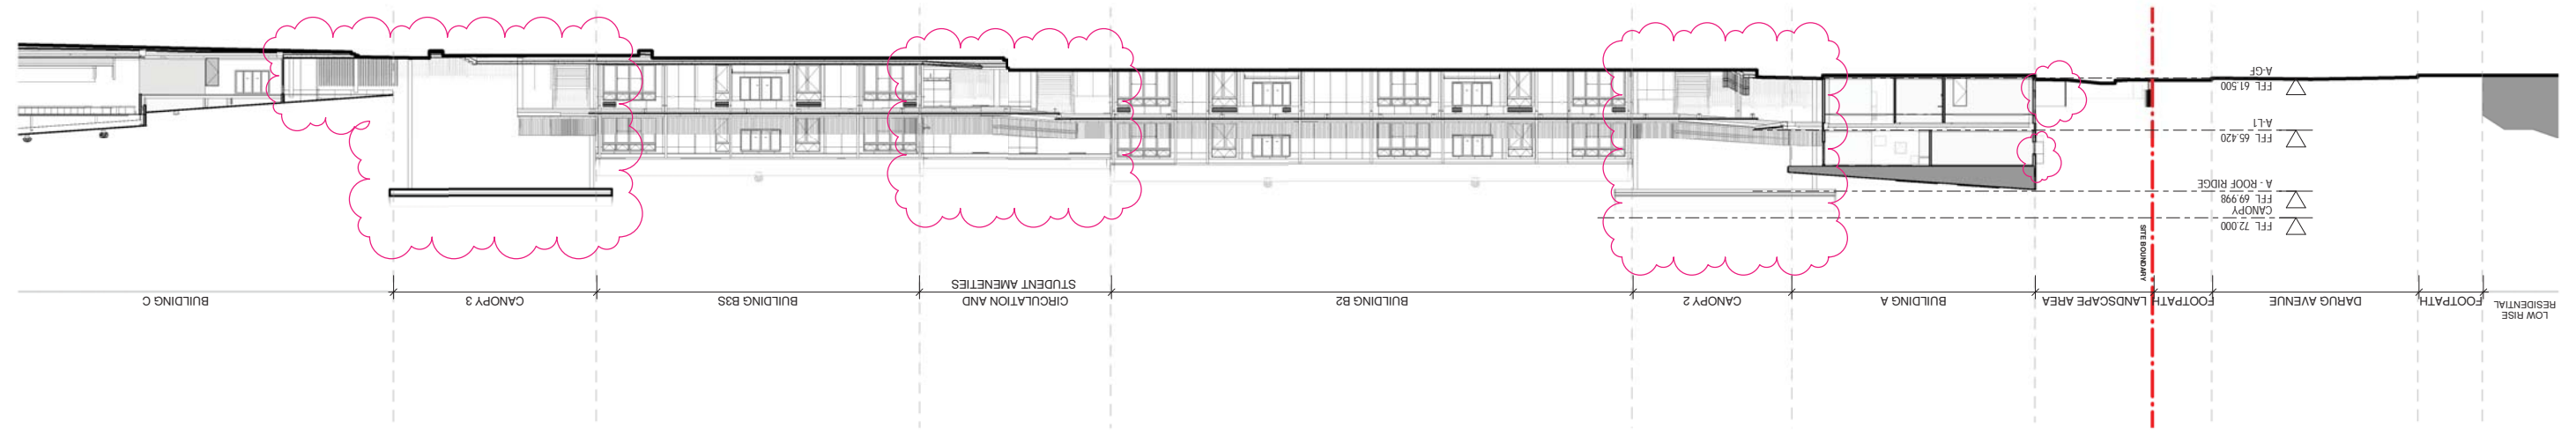 LOW RISE
RESIDENTIAL
FOOTPATH
DARUG AVENUE
FOOTPATH
LANDSCAPE AREA
BUILDING A
CANOPY 2
BUILDING B2
CIRCULATION AND
STUDENT AMENETIES
BUILDING B3S
CANOPY 3
BUILDING C
SITE BOUNDARY
FFL 72.000
CANOPY
FFL 69.998
A - ROOF RIDGE
FFL 65.420
A-L1
FFL 61.500
A-GF